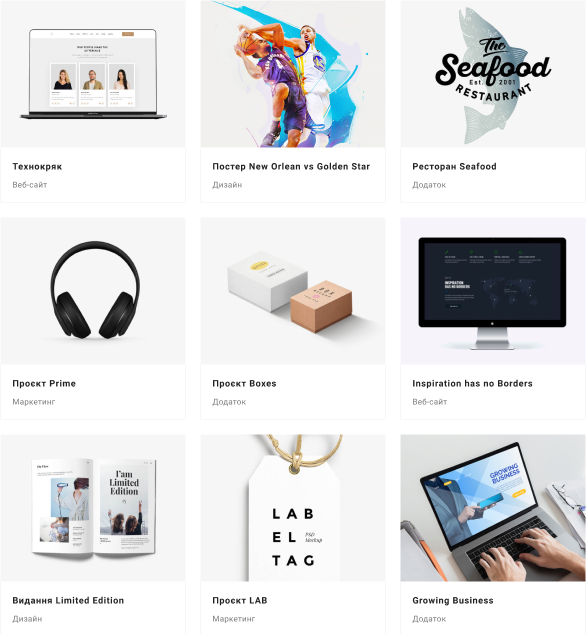 The
Seafood
Est. 2001
RESTAURANT
Технокряк
Веб-сайт
Постер New Orlean vs Golden Star
Дизайн
Ресторан Seafood
Додаток
INSPIRATION
HAS NO BORDERS
Проєкт Prime
Маркетинг
Проєкт Boxes
Додаток
Inspiration has no Borders
Веб-сайт
I'am
Limited
Edition
LAB
EL
TAG
PSD
Mockup
GROWING
BUSINESS
Видання Limited Edition
Дизайн
Проєкт LAB
Маркетинг
Growing Business
Додаток